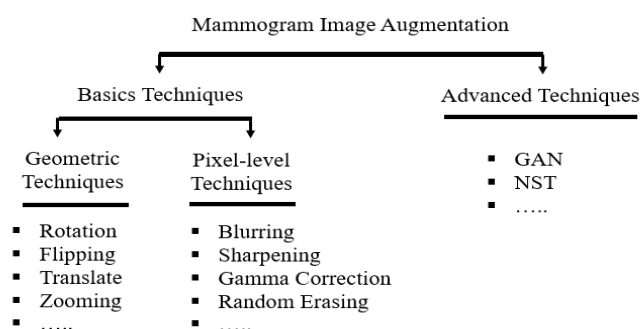 Mammogram Image Augmentation
Basics Techniques
Advanced Techniques
Geometric
Techniques
Pixel-level
Techniques
▪ GAN
▪ NST
▪ …..
▪ Rotation
▪ Flipping
▪ Translate
▪ Zooming
▪ …..
▪ Blurring
▪ Sharpening
▪ Gamma Correction
▪ Random Erasing
▪ …..